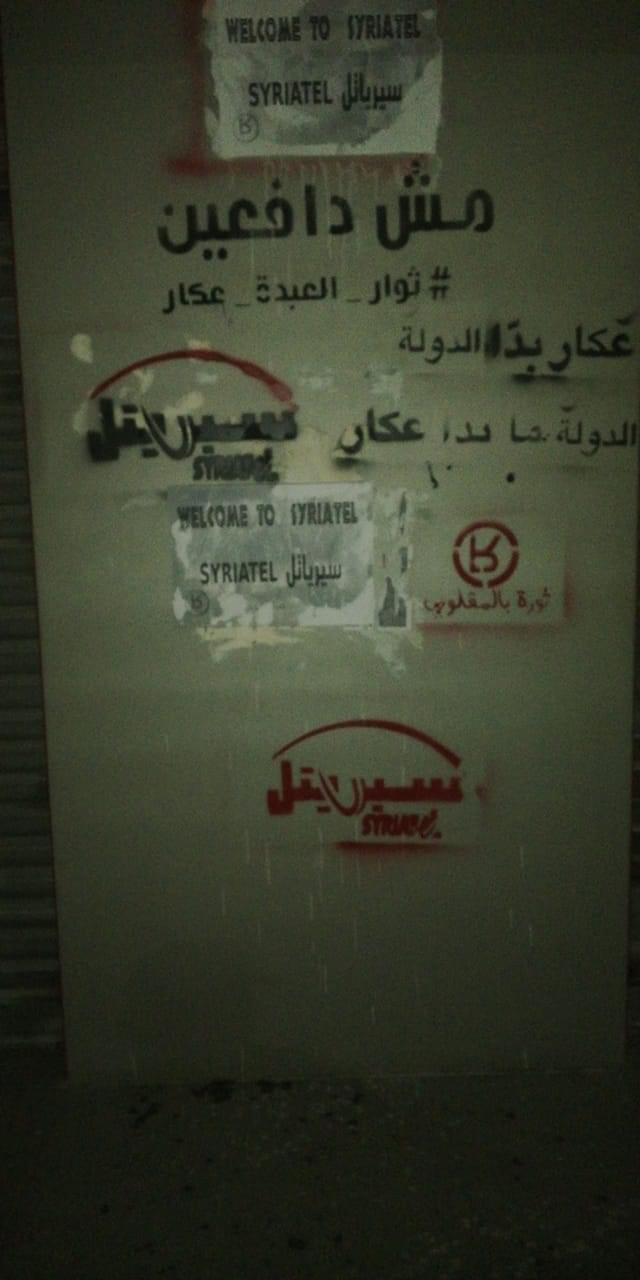 WELCOME TO SYRIATEL
SYRIATEL سيرياتل
R
مش دافعين
#ثوار_العبدة_عكار
عكار بدّا الدولة
الدولة ما بدا عكار
سيريتل
SYRIATEL
WELCOME TO SYRIATEL
SYRIATEL سيرياتل
R
ثورة بالمقلوب
سيريتل
SYRIATEL